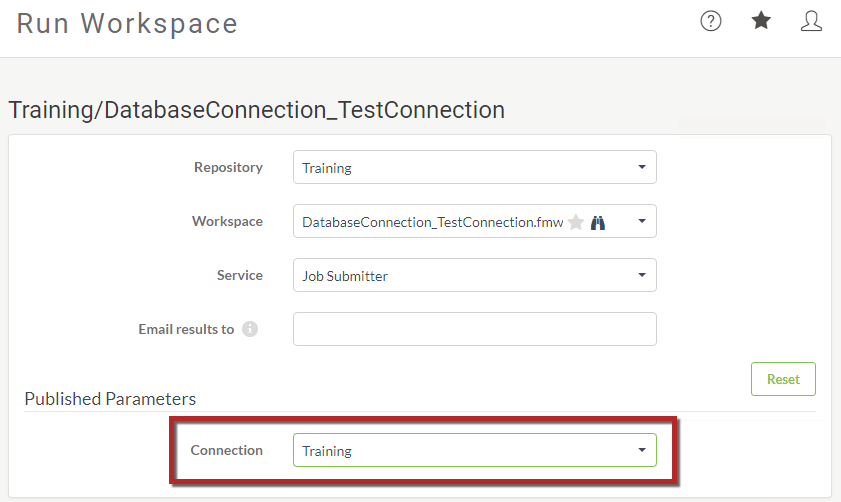 Run Workspace
Training/DatabaseConnection_TestConnection
Repository Training
Workspace DatabaseConnection_TestConnection.fmw
Service Job Submitter
Email results to
Reset
Published Parameters
Connection Training